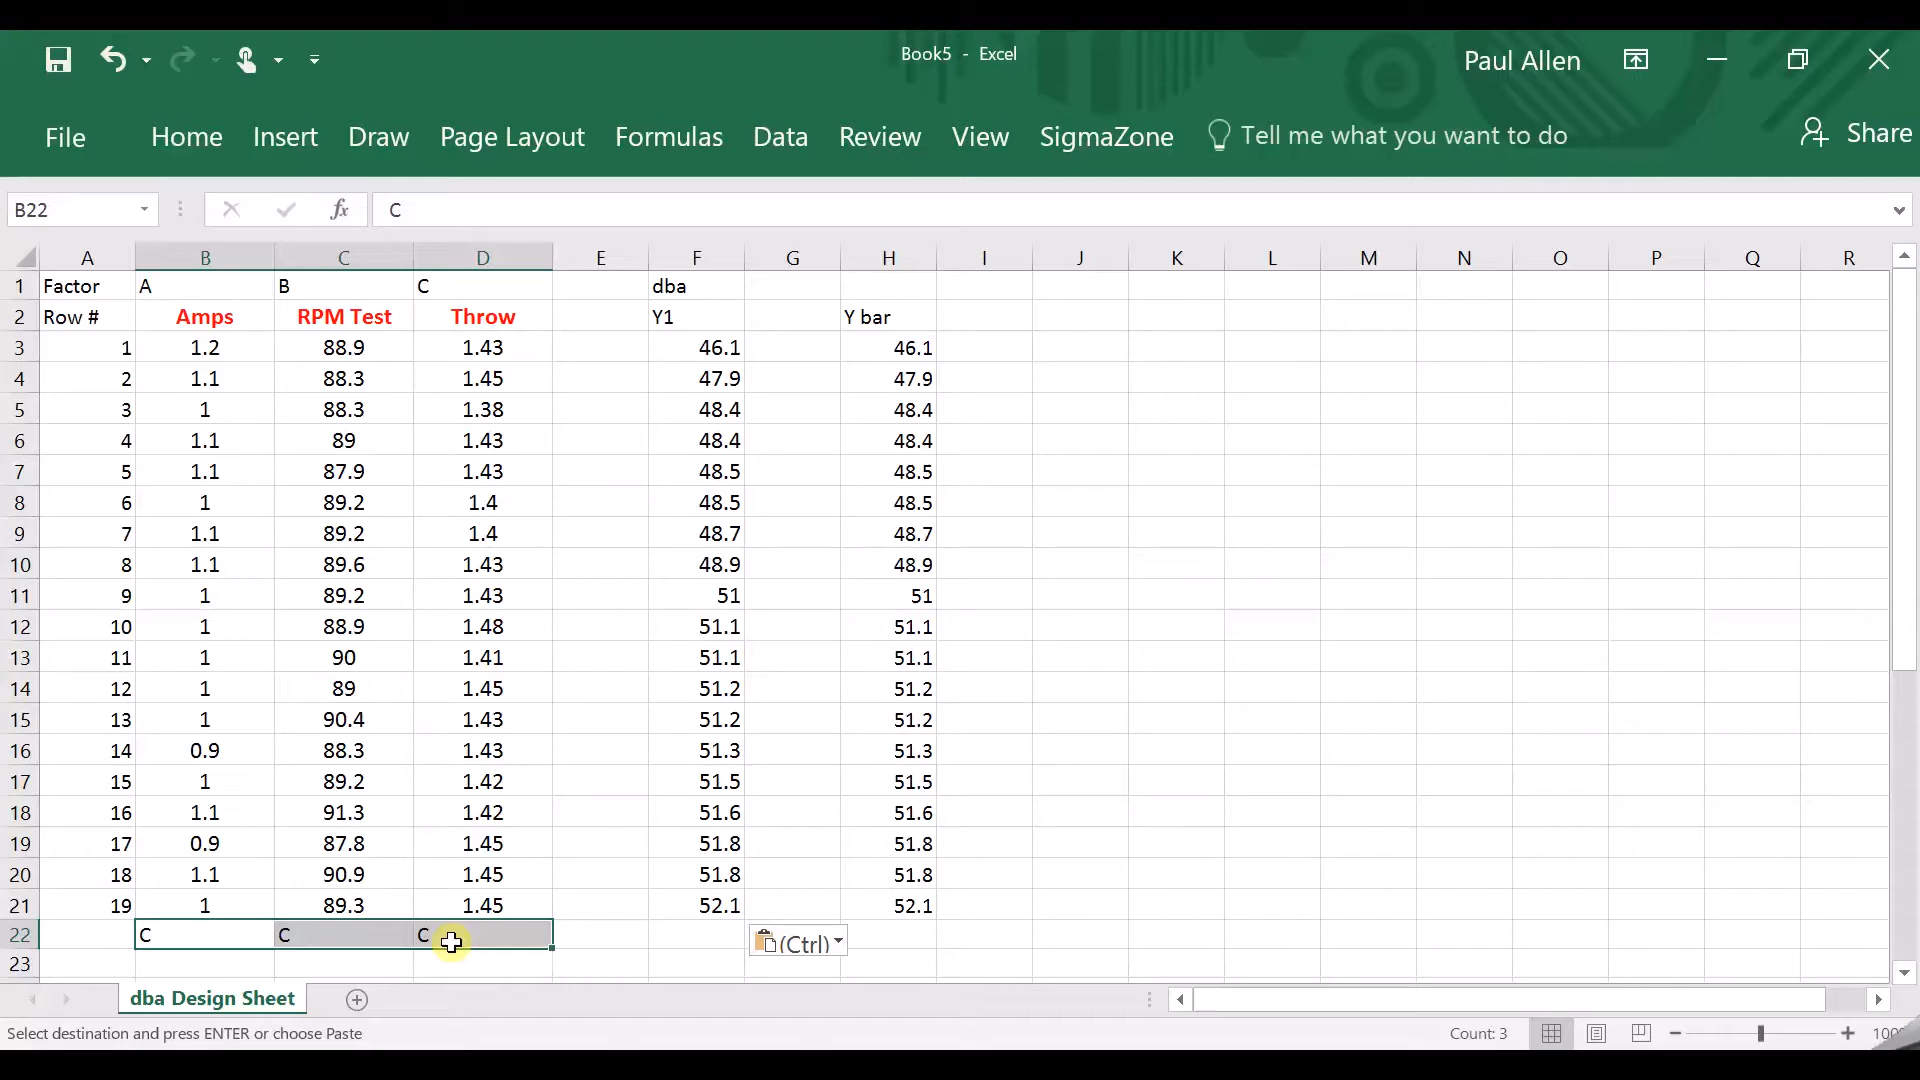 Book5 - Excel
Paul Allen
File Home Insert Draw Page Layout Formulas Data Review View SigmaZone Tell me what you want to do Share
B22 fx C
A B C D E F G H I J K L M N O P Q R
1 Factor A B C dba
2 Row # Amps RPM Test Throw Y1 Y bar
3 1 1.2 88.9 1.43 46.1 46.1
4 2 1.1 88.3 1.45 47.9 47.9
5 3 1 88.3 1.38 48.4 48.4
6 4 1.1 89 1.43 48.4 48.4
7 5 1.1 87.9 1.43 48.5 48.5
8 6 1 89.2 1.4 48.5 48.5
9 7 1.1 89.2 1.4 48.7 48.7
10 8 1.1 89.6 1.43 48.9 48.9
11 9 1 89.2 1.43 51 51
12 10 1 88.9 1.48 51.1 51.1
13 11 1 90 1.41 51.1 51.1
14 12 1 89 1.45 51.2 51.2
15 13 1 90.4 1.43 51.2 51.2
16 14 0.9 88.3 1.43 51.3 51.3
17 15 1 89.2 1.42 51.5 51.5
18 16 1.1 91.3 1.42 51.6 51.6
19 17 0.9 87.8 1.45 51.8 51.8
20 18 1.1 90.9 1.45 51.8 51.8
21 19 1 89.3 1.45 52.1 52.1
22 C C C (Ctrl)
23
dba Design Sheet
Select destination and press ENTER or choose Paste Count: 3